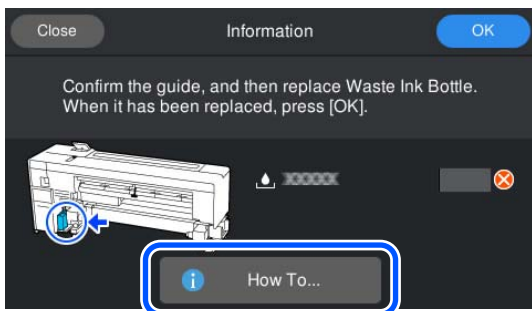 Close
Information
OK
Confirm the guide, and then replace Waste Ink Bottle.
When it has been replaced, press [OK].
XXXXX
i
How To...